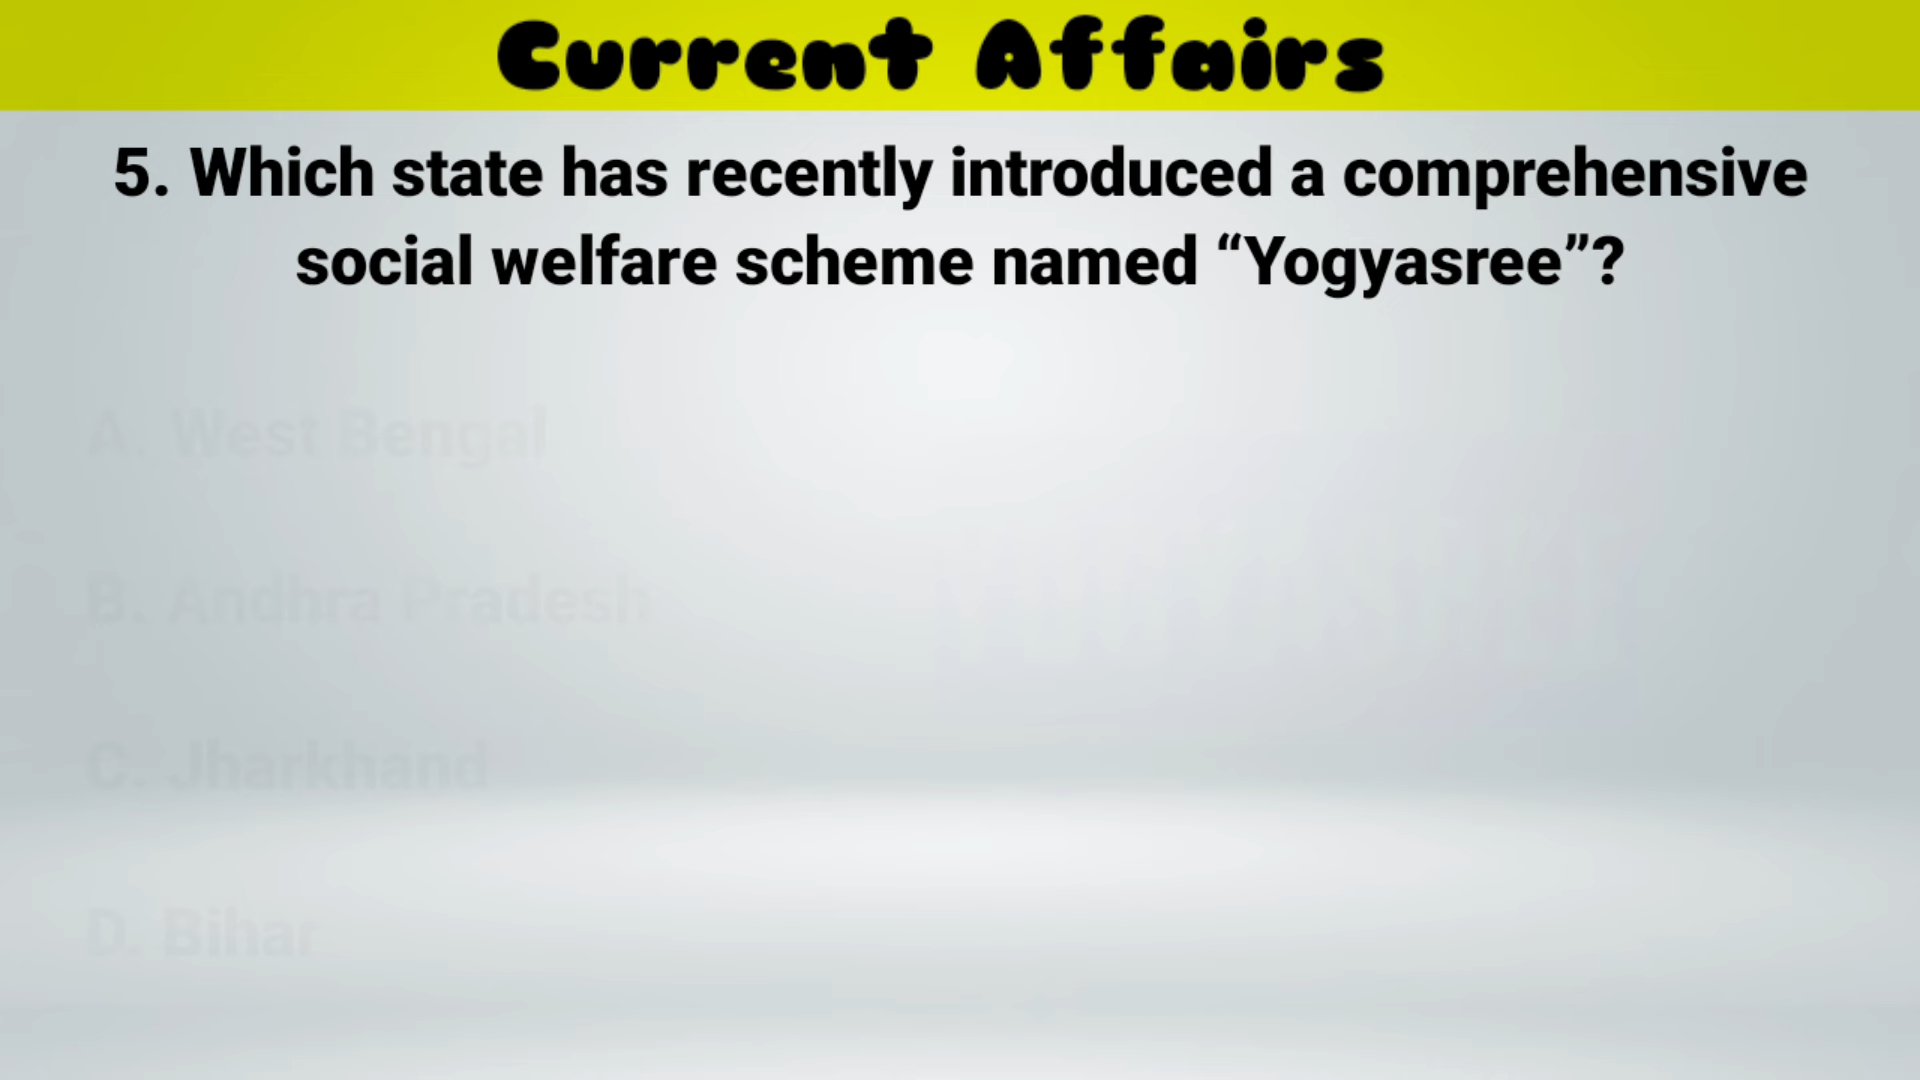 Current Affairs
5. Which state has recently introduced a comprehensive
social welfare scheme named “Yogyasree”?
A. West Bengal
B. Andhra Pradesh
C. Jharkhand
D. Bihar